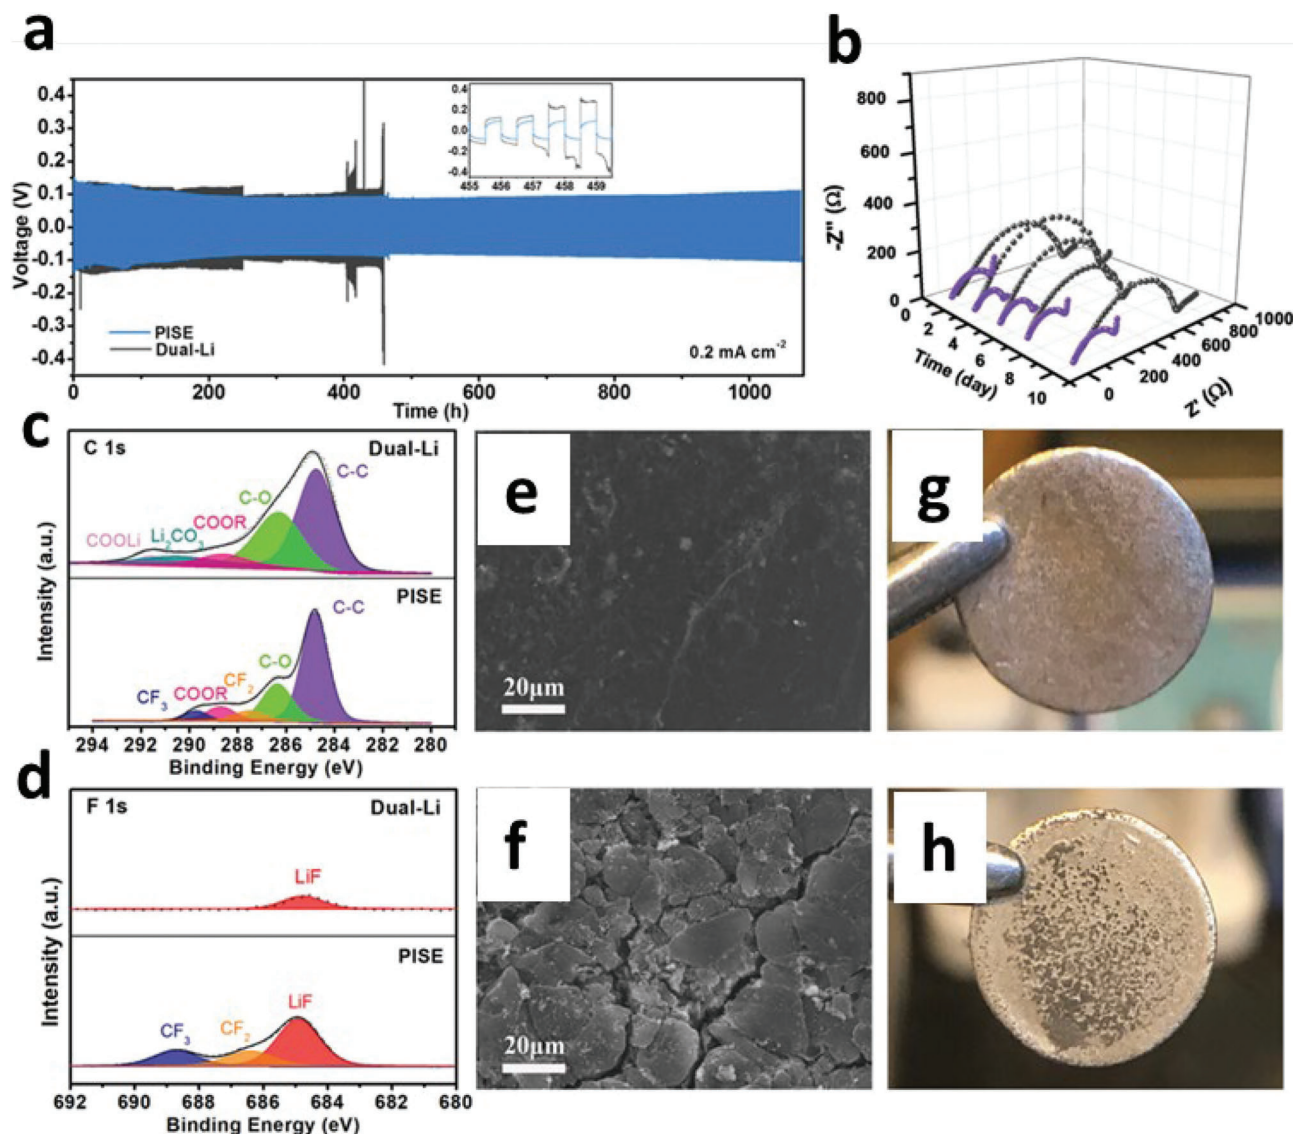 a
0.4
0.3
0.2
0.1
0.0
-0.1
-0.2
-0.3
-0.4
Voltage (V)
0.4
0.2
0.0
-0.2
-0.4
455 456 457 458 459
PISE
Dual-Li
0.2 mA cm⁻²
0 200 400 600 800 1000
Time (h)
b
800
600
400
200
0
-Z'' (Ω)
0 2 4 6 8 10
Time (day)
0 200 400 600 800 1000
Z' (Ω)
c
C 1s
Dual-Li
C-C
C-O
COOR
Li₂CO₃
COOLi
PISE
C-C
C-O
CF₂
COOR
CF₃
Intensity (a.u.)
294 292 290 288 286 284 282 280
Binding Energy (eV)
d
F 1s
Dual-Li
LiF
PISE
LiF
CF₂
CF₃
Intensity (a.u.)
692 690 688 686 684 682 680
Binding Energy (eV)
e
20μm
f
20μm
g
h